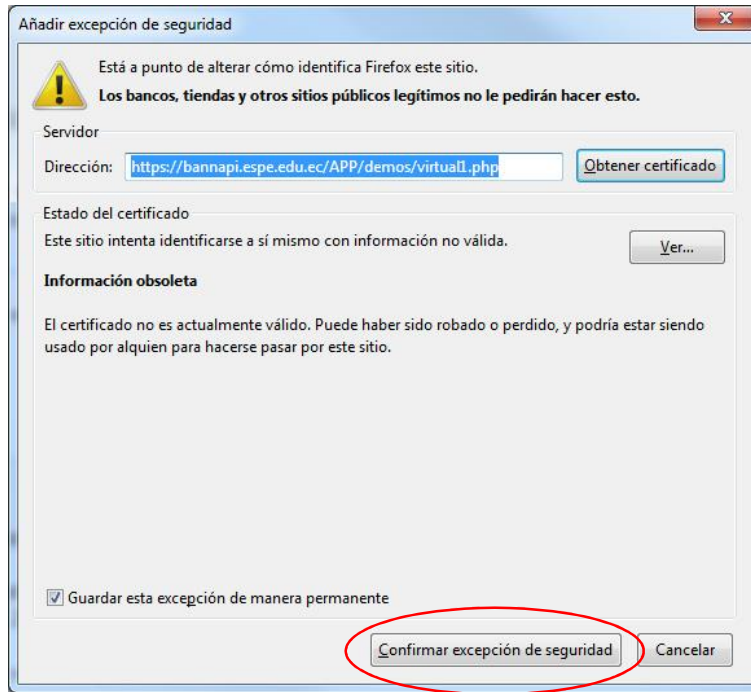 Añadir excepción de seguridad
Está a punto de alterar cómo identifica Firefox este sitio.
Los bancos, tiendas y otros sitios públicos legítimos no le pedirán hacer esto.
Servidor
Dirección: https://bannapi.espe.edu.ec/APP/demos/virtual1.php Obtener certificado
Estado del certificado
Este sitio intenta identificarse a sí mismo con información no válida. Ver...
Información obsoleta
El certificado no es actualmente válido. Puede haber sido robado o perdido, y podría estar siendo
usado por alguien para hacerse pasar por este sitio.
Guardar esta excepción de manera permanente
Confirmar excepción de seguridad Cancelar